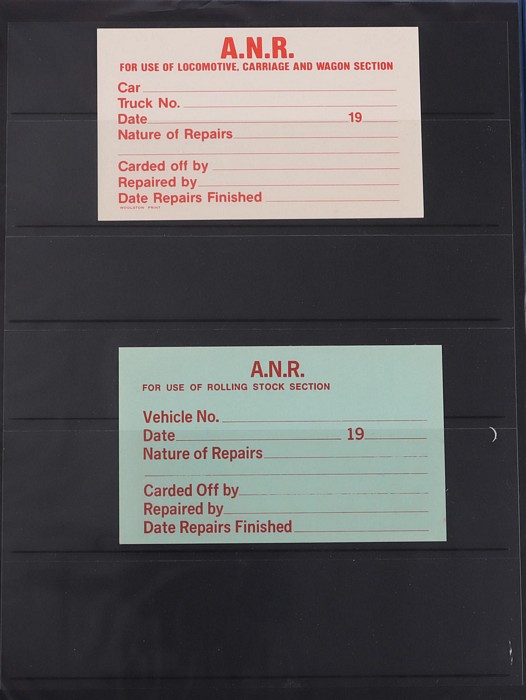 A.N.R.
FOR USE OF LOCOMOTIVE, CARRIAGE AND WAGON SECTION
Car
Truck No.
Date 19
Nature of Repairs
Carded off by
Repaired by
Date Repairs Finished
A.N.R.
FOR USE OF ROLLING STOCK SECTION
Vehicle No.
Date 19
Nature of Repairs
Carded Off by
Repaired by
Date Repairs Finished